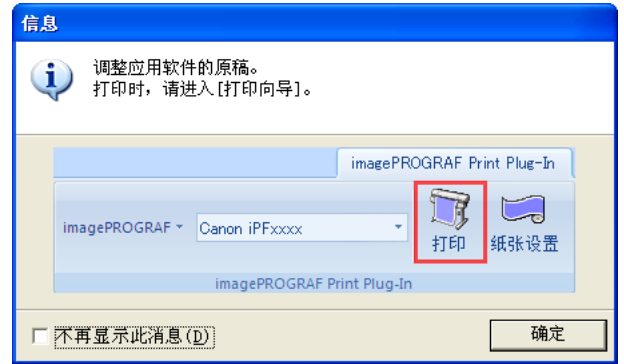 信息
调整应用软件的原稿。
打印时，请进入[打印向导]。
imagePROGRAF Print Plug-In
imagePROGRAF
Canon iPFxxxx
打印
纸张设置
imagePROGRAF Print Plug-In
不再显示此消息(D)
确定